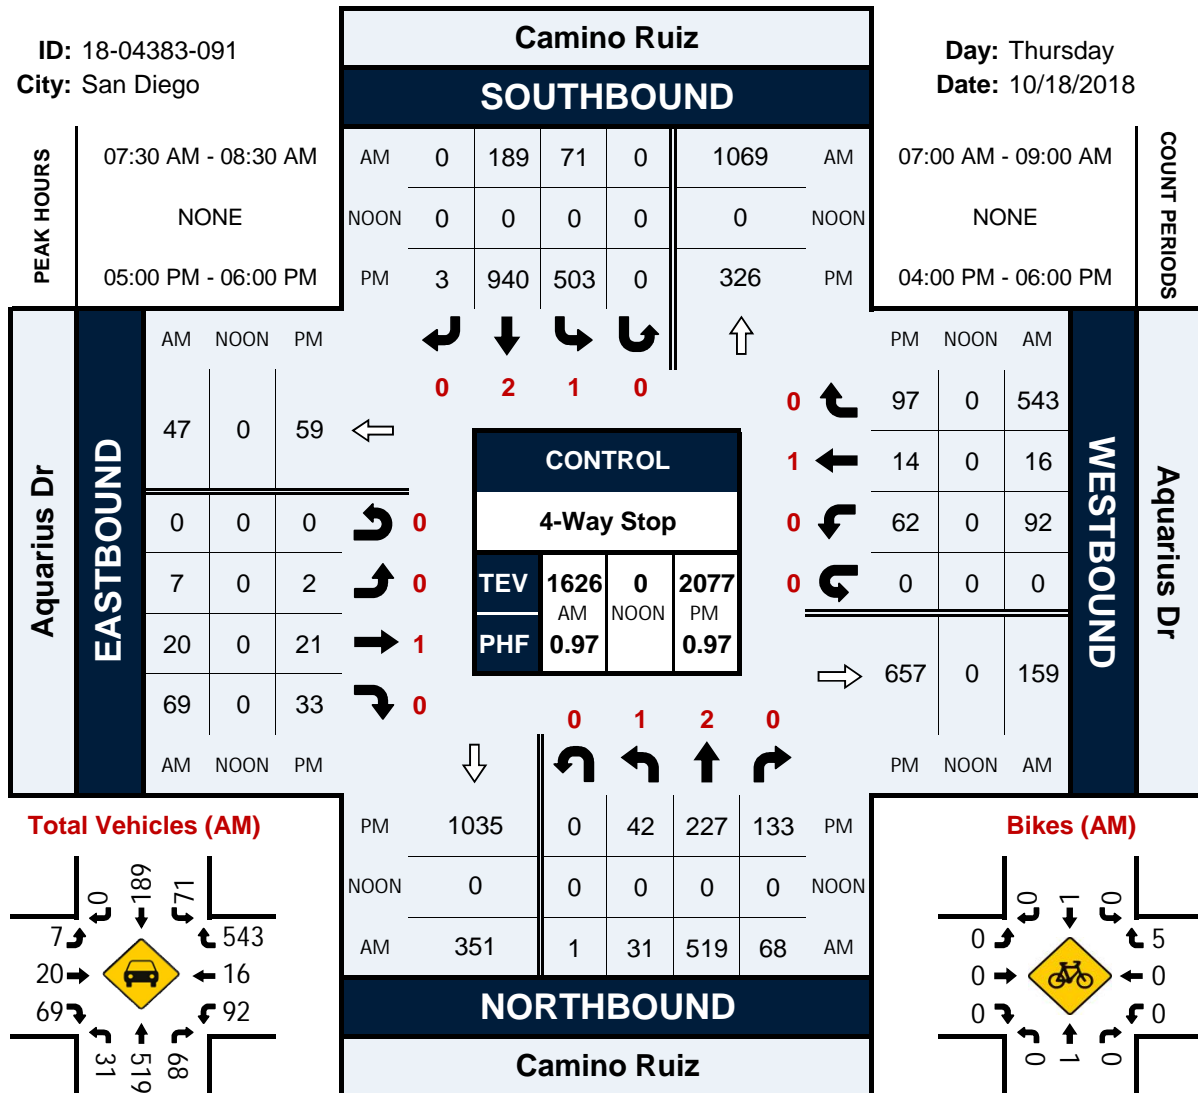 Camino Ruiz
ID: 18-04383-091
Day: Thursday
City: San Diego
Date: 10/18/2018
SOUTHBOUND
PEAK HOURS
07:30 AM - 08:30 AM
AM 0 189 71 0 1069 AM
07:00 AM - 09:00 AM
COUNT PERIODS
NONE
NOON 0 0 0 0 0 NOON
NONE
05:00 PM - 06:00 PM
PM 3 940 503 0 326 PM
04:00 PM - 06:00 PM
AM NOON PM
PM NOON AM
0 2 1 0
Aquarius Dr
EASTBOUND
47 0 59
0 0 0 0
7 0 2 0
20 0 21 1
69 0 33 0
AM NOON PM
CONTROL
4-Way Stop
TEV 1626 0 2077
AM NOON PM
PHF 0.97 0.97
0 97 0 543
1 14 0 16
0 62 0 92
0 0 0 0
657 0 159
PM NOON AM
WESTBOUND
Aquarius Dr
0 1 2 0
PM 1035 0 42 227 133 PM
NOON 0 0 0 0 0 NOON
AM 351 1 31 519 68 AM
NORTHBOUND
Camino Ruiz
Total Vehicles (AM)
0 189 71
7 543
20 16
69 92
31 519 68
Bikes (AM)
0 1 0
0 5
0 0
0 0
0 1 0